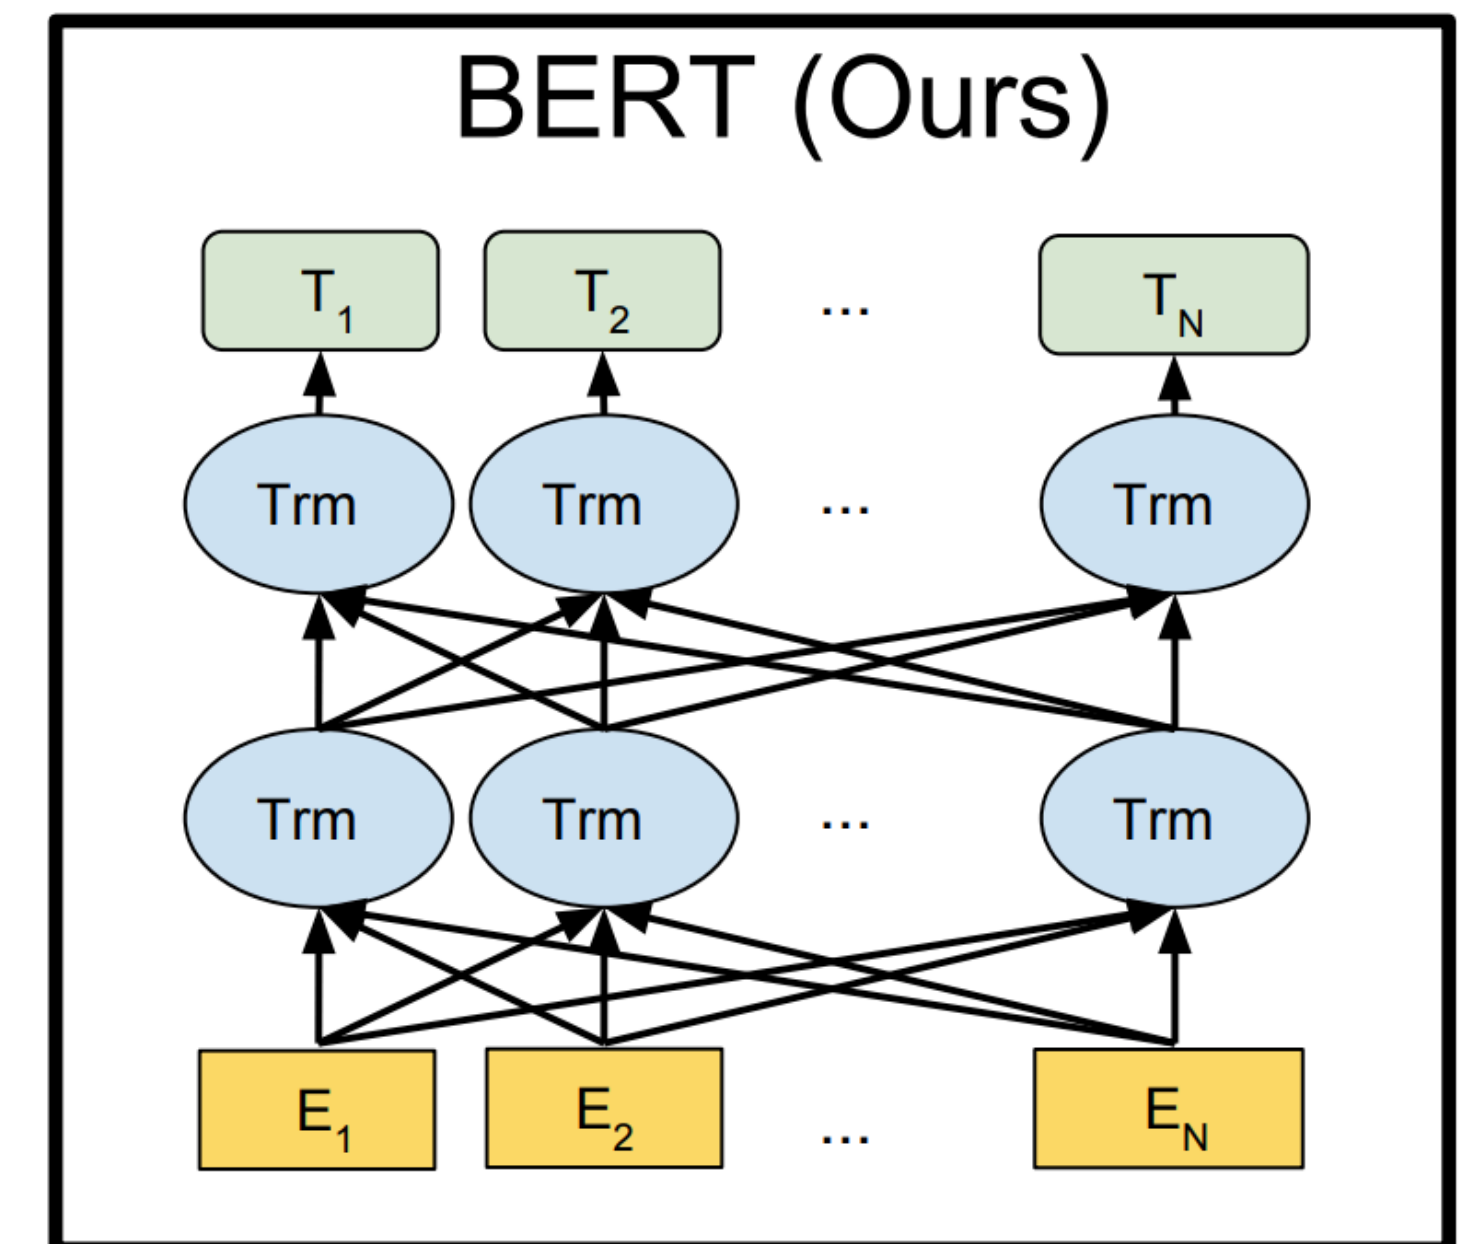 BERT (Ours)
T1 T2 ... TN
Trm Trm ... Trm
Trm Trm ... Trm
E1 E2 ... EN